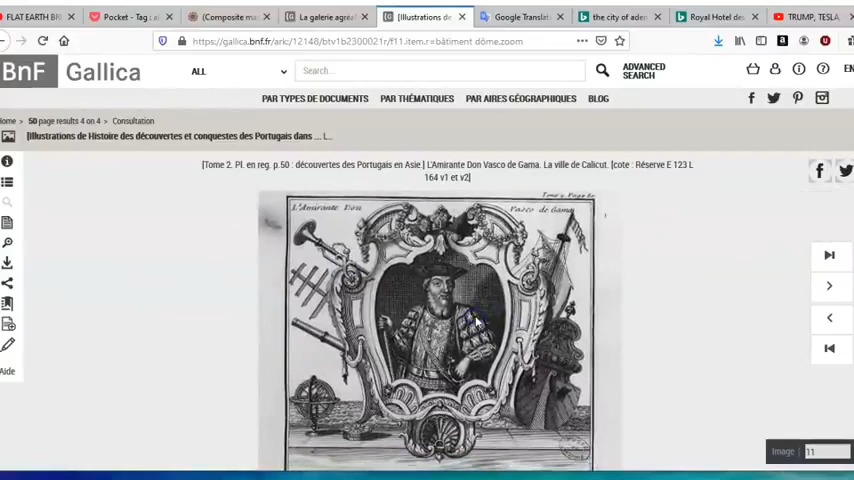 FLAT EARTH BR
Pocket - Tag : al
(Composite ma
La galerie agréal
[Illustrations de
Google Translat
the city of aden
Royal Hotel des
TRUMP, TESLA,
https://gallica.bnf.fr/ark:/12148/btv1b2300021r/f11.item.r=bâtiment dôme.zoom
BnF Gallica
ALL
Search...
ADVANCED
SEARCH
EN
PAR TYPES DE DOCUMENTS
PAR THÉMATIQUES
PAR AIRES GÉOGRAPHIQUES
BLOG
Home > 50 page results 4 on 4 > Consultation
[Illustrations de Histoire des découvertes et conquestes des Portugais dans ... L...
[Tome 2. Pl. en reg. p.50 : découvertes des Portugais en Asie.] L'Amirante Don Vasco de Gama. La ville de Calicut. [cote : Réserve E 123 L
164 v1 et v2]
L'Amirante Don
Vasco de Gama
Aide
Image
11